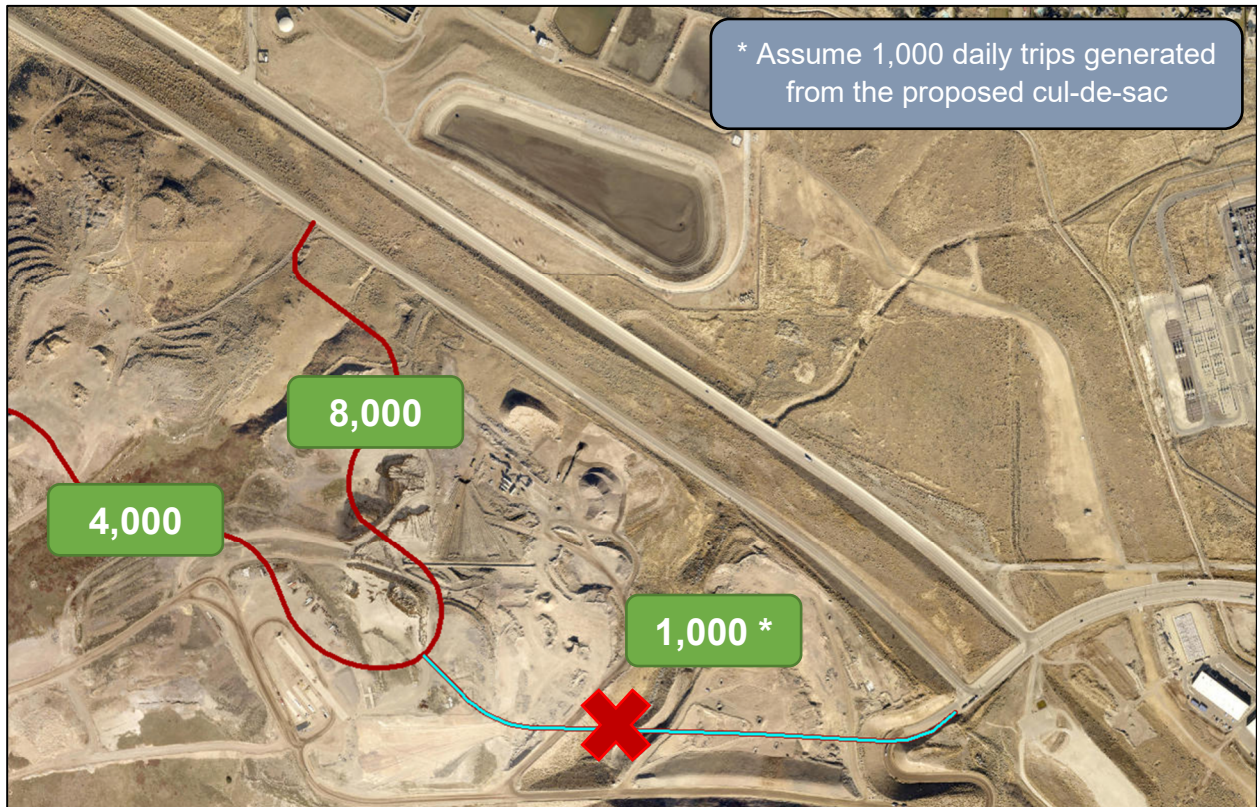 * Assume 1,000 daily trips generated
from the proposed cul-de-sac
8,000
4,000
1,000 *